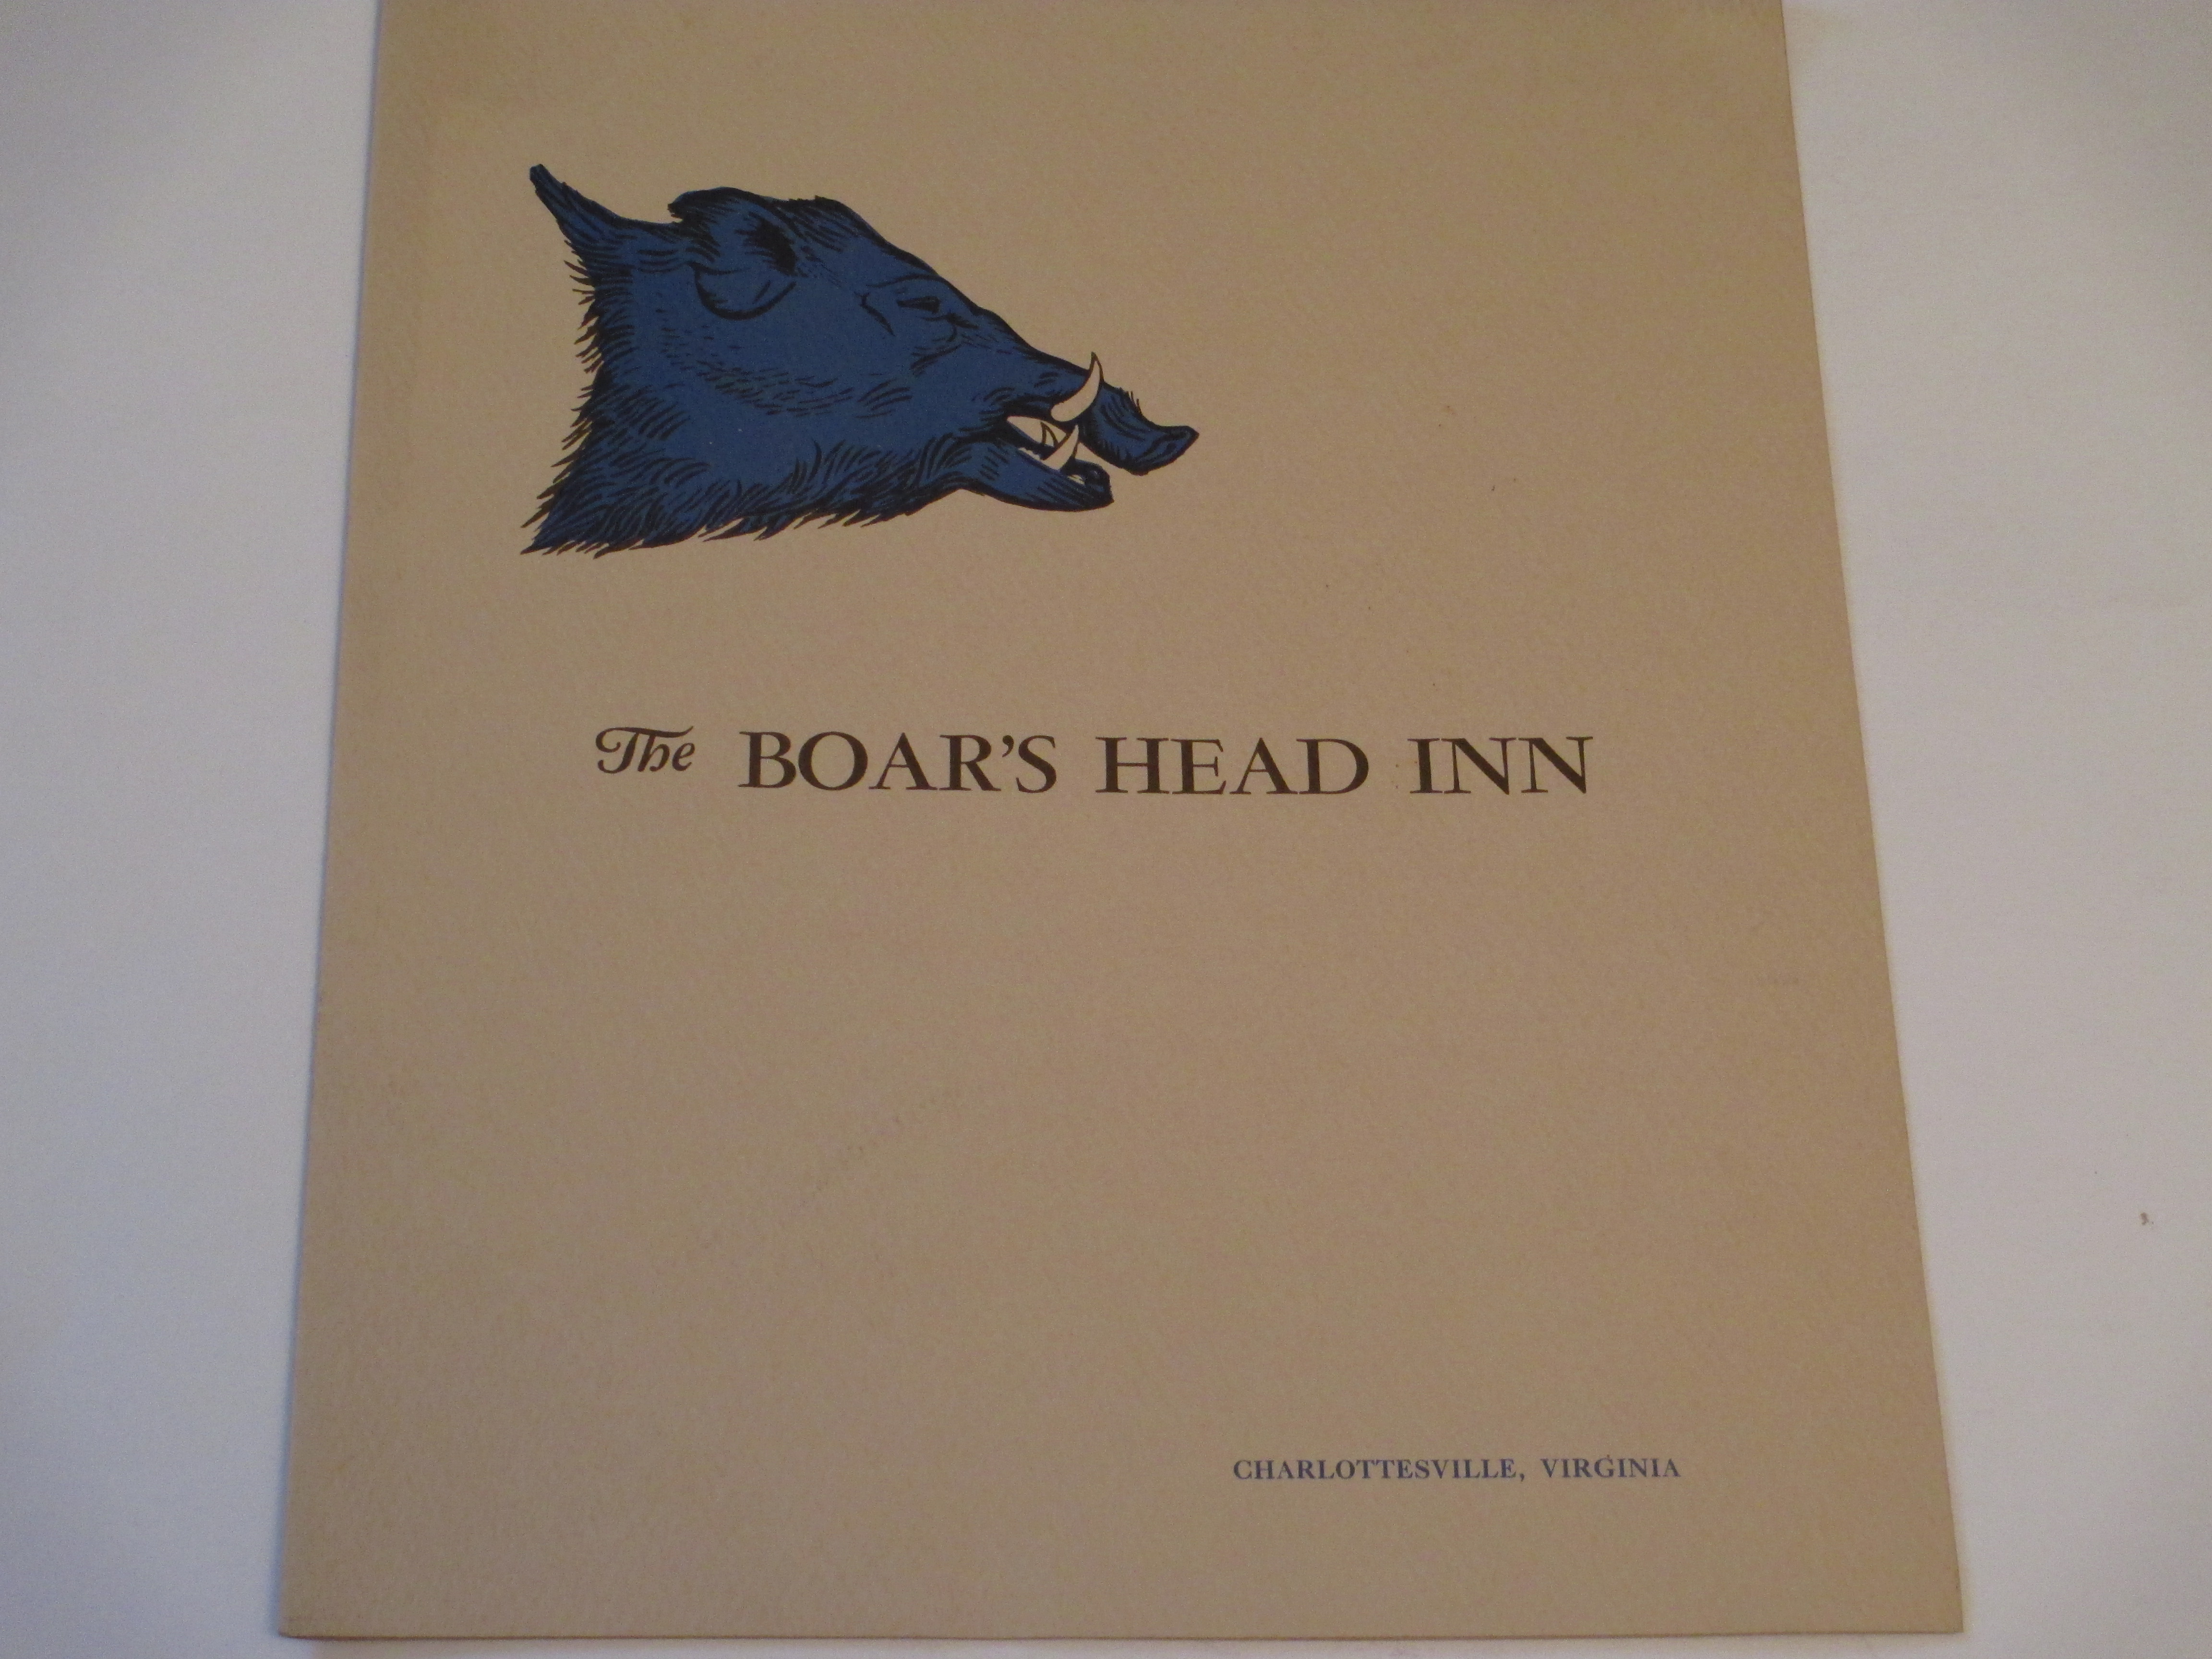 The BOAR'S HEAD INN
CHARLOTTESVILLE, VIRGINIA